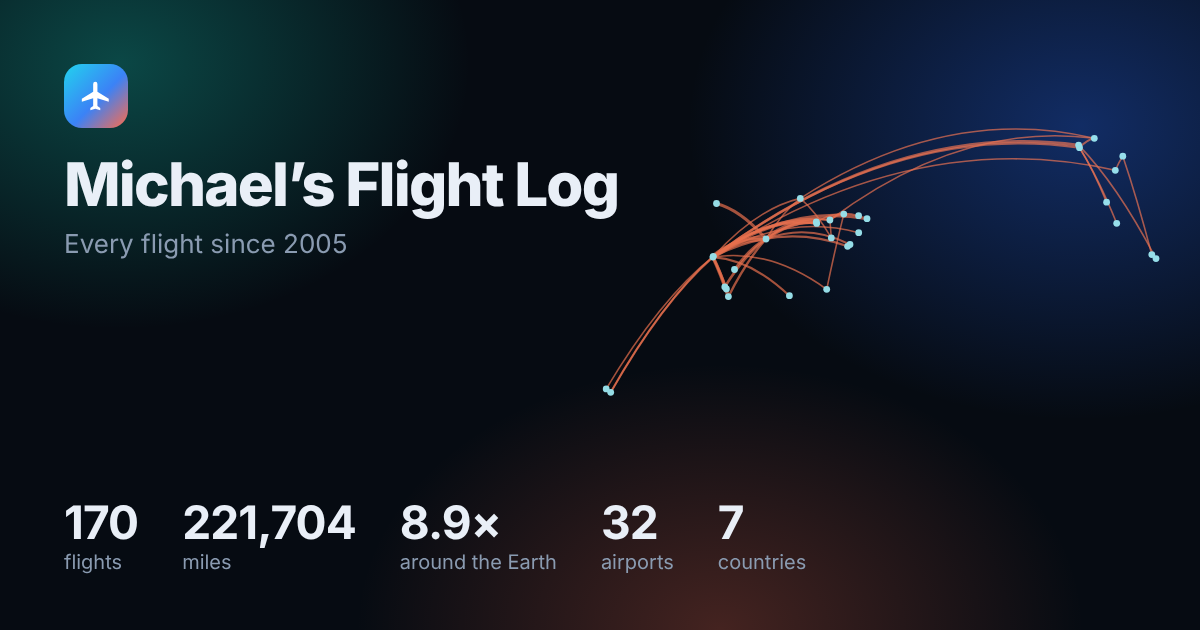 Michael’s Flight Log
Every flight since 2005
170 221,704 8.9× 32 7
flights miles around the Earth airports countries